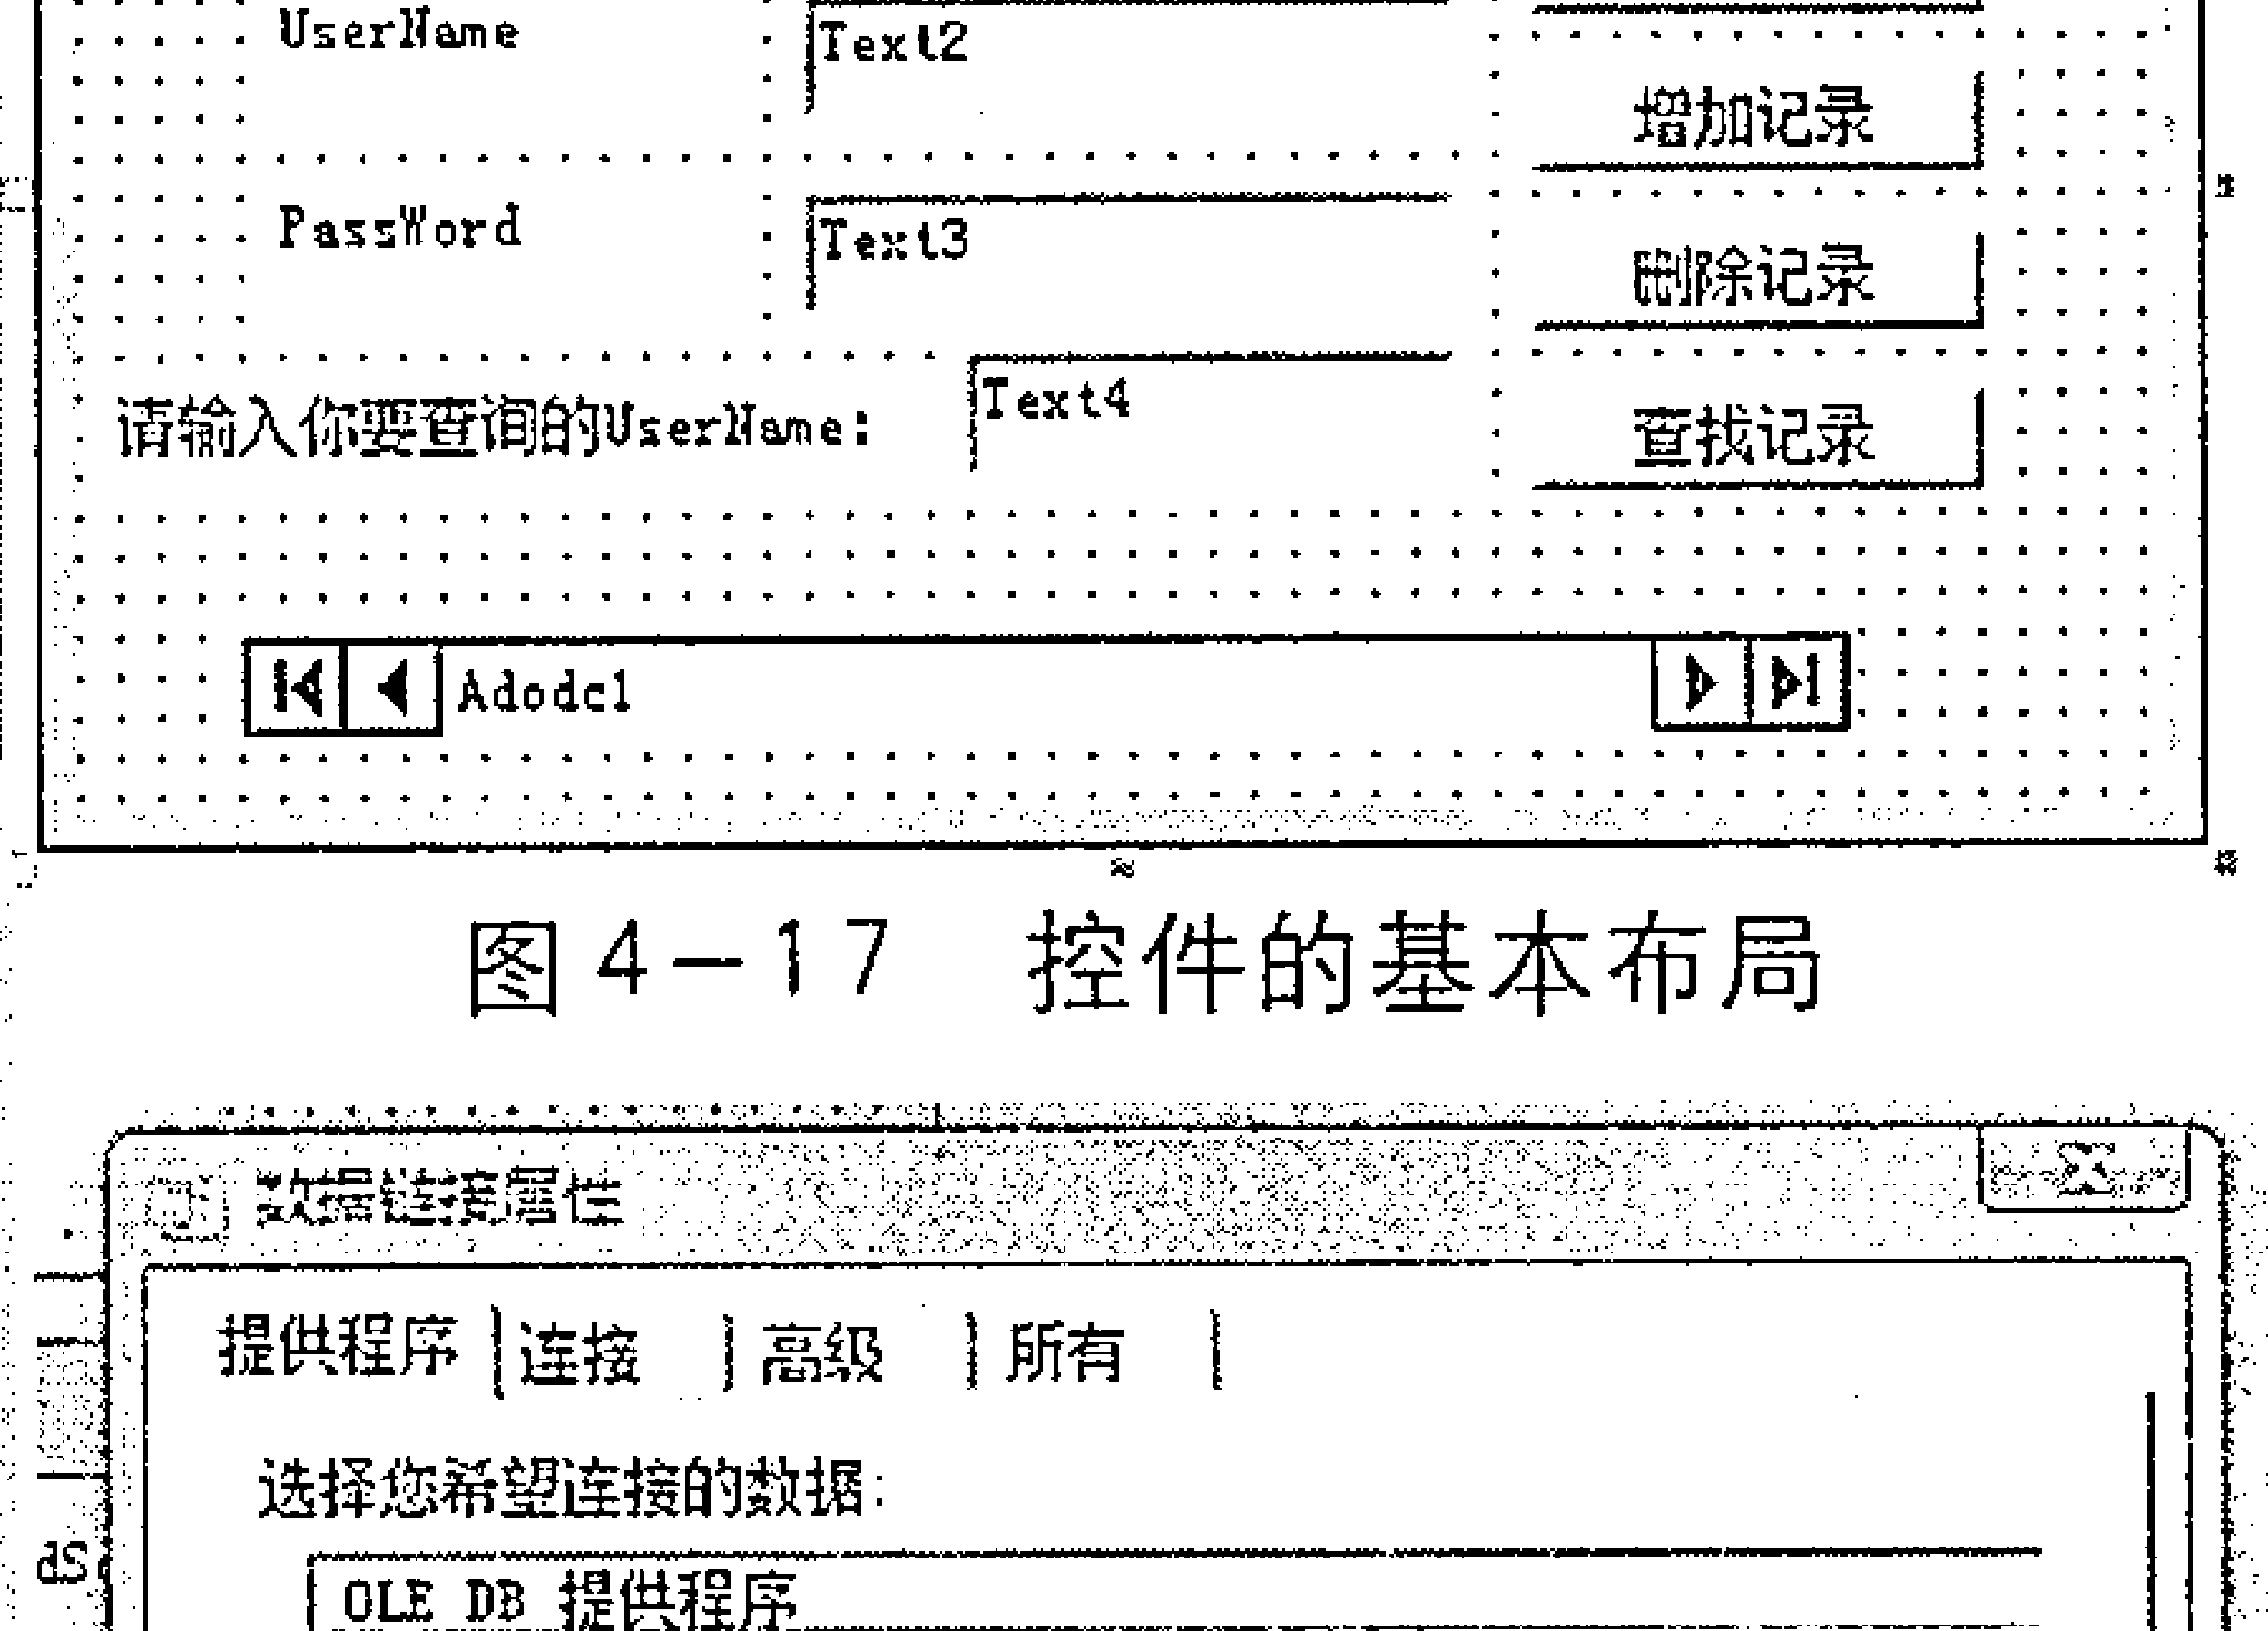 UserName Text2
增加记录
PassWord Text3
删除记录
请输入你要查询的UserName: Text4
查找记录
Adodc1
图4-17 控件的基本布局
数据链接属性
提供程序 连接 高级 所有
选择您希望连接的数据:
dS
OLE DB 提供程序